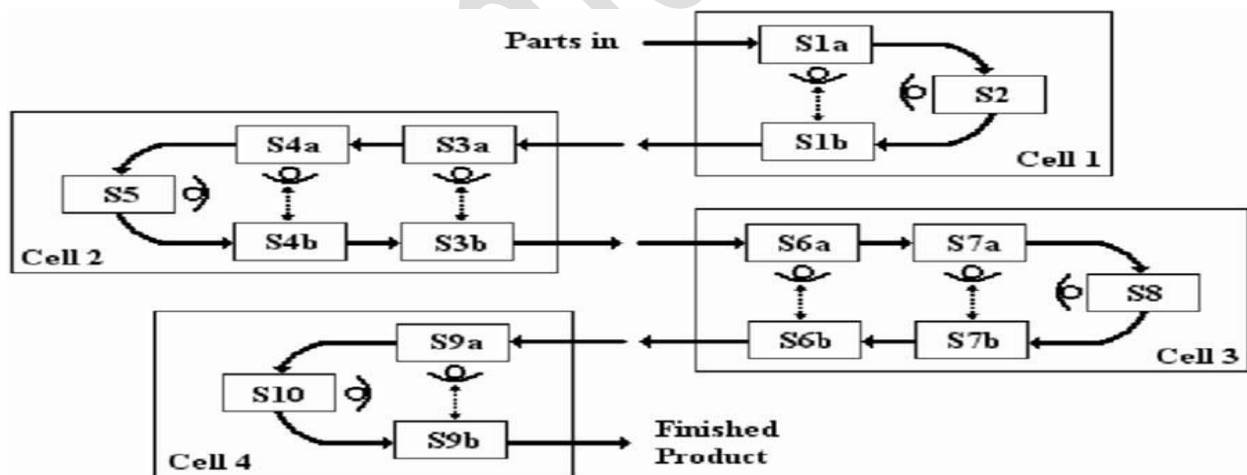 Parts in
S1a
S2
S1b
Cell 1
S4a
S3a
S5
S4b
S3b
Cell 2
S6a
S7a
S8
S6b
S7b
Cell 3
S9a
S10
S9b
Cell 4
Finished
Product